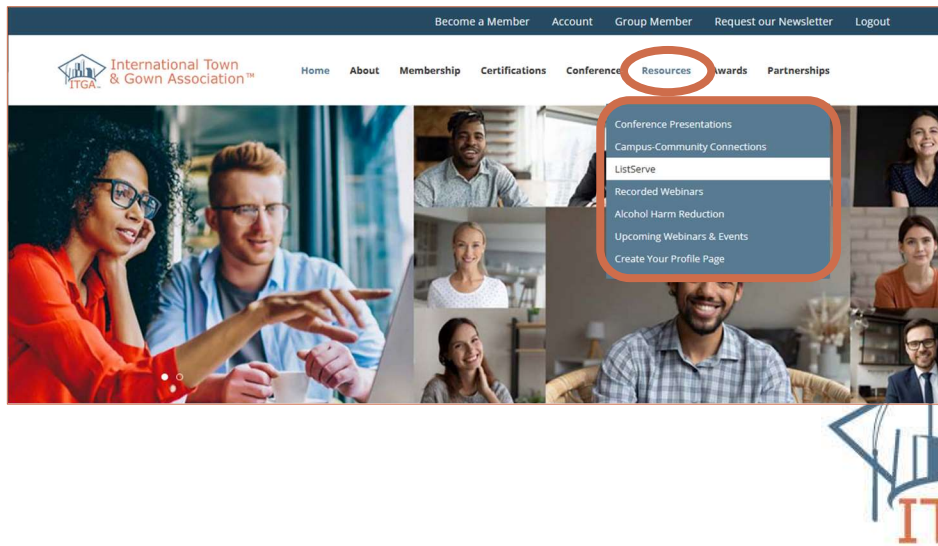 Become a Member Account Group Member Request our Newsletter Logout
International Town
& Gown Association™
ITGA
Home About Membership Certifications Conference Resources Awards Partnerships
Conference Presentations
Campus-Community Connections
ListServe
Recorded Webinars
Alcohol Harm Reduction
Upcoming Webinars & Events
Create Your Profile Page